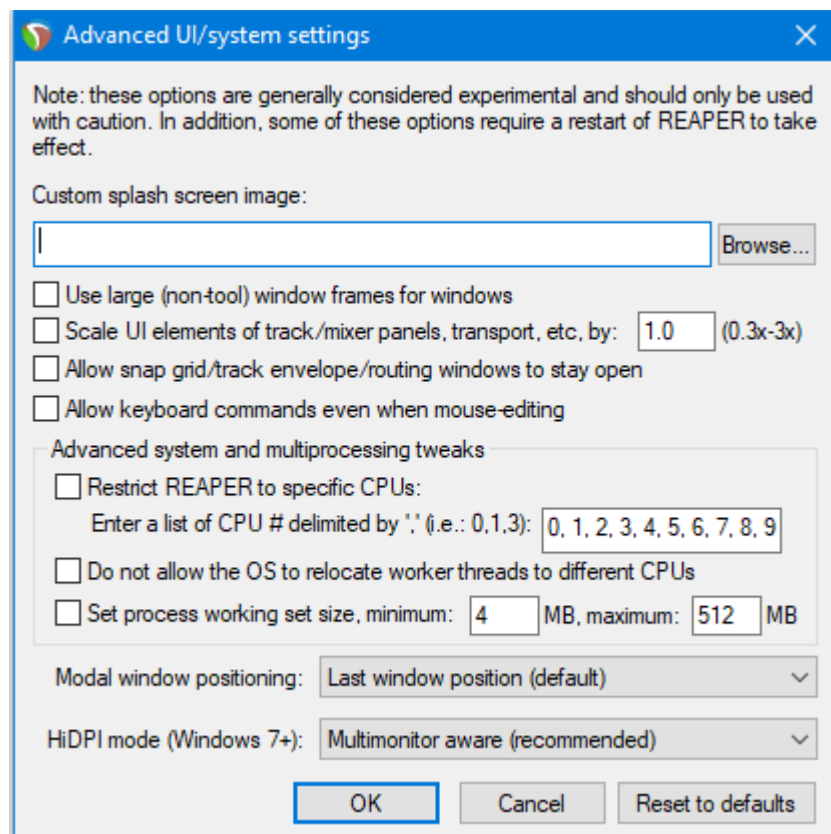 Advanced UI/system settings
Note: these options are generally considered experimental and should only be used
with caution. In addition, some of these options require a restart of REAPER to take
effect.
Custom splash screen image:
Browse...
Use large (non-tool) window frames for windows
Scale UI elements of track/mixer panels, transport, etc, by: 1.0 (0.3x-3x)
Allow snap grid/track envelope/routing windows to stay open
Allow keyboard commands even when mouse-editing
Advanced system and multiprocessing tweaks
Restrict REAPER to specific CPUs:
Enter a list of CPU # delimited by ',' (i.e.: 0,1,3): 0, 1, 2, 3, 4, 5, 6, 7, 8, 9
Do not allow the OS to relocate worker threads to different CPUs
Set process working set size, minimum: 4 MB, maximum: 512 MB
Modal window positioning: Last window position (default)
HiDPI mode (Windows 7+): Multimonitor aware (recommended)
OK Cancel Reset to defaults